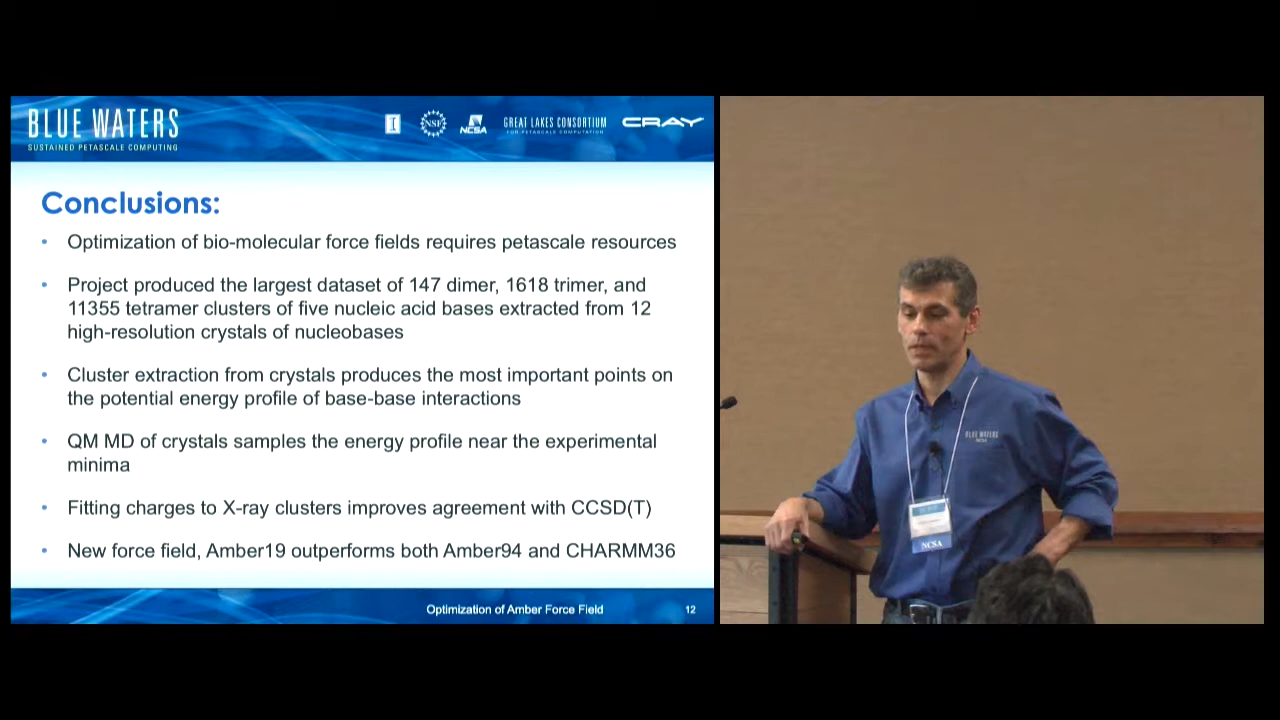 BLUE WATERS
SUSTAINED PETASCALE COMPUTING
I
NSF
NCSA
GREAT LAKES CONSORTIUM
FOR PETASCALE COMPUTATION
CRAY
Conclusions:
• Optimization of bio-molecular force fields requires petascale resources
• Project produced the largest dataset of 147 dimer, 1618 trimer, and
11355 tetramer clusters of five nucleic acid bases extracted from 12
high-resolution crystals of nucleobases
• Cluster extraction from crystals produces the most important points on
the potential energy profile of base-base interactions
• QM MD of crystals samples the energy profile near the experimental
minima
• Fitting charges to X-ray clusters improves agreement with CCSD(T)
• New force field, Amber19 outperforms both Amber94 and CHARMM36
Optimization of Amber Force Field 12
BLUE WATERS
NCSA